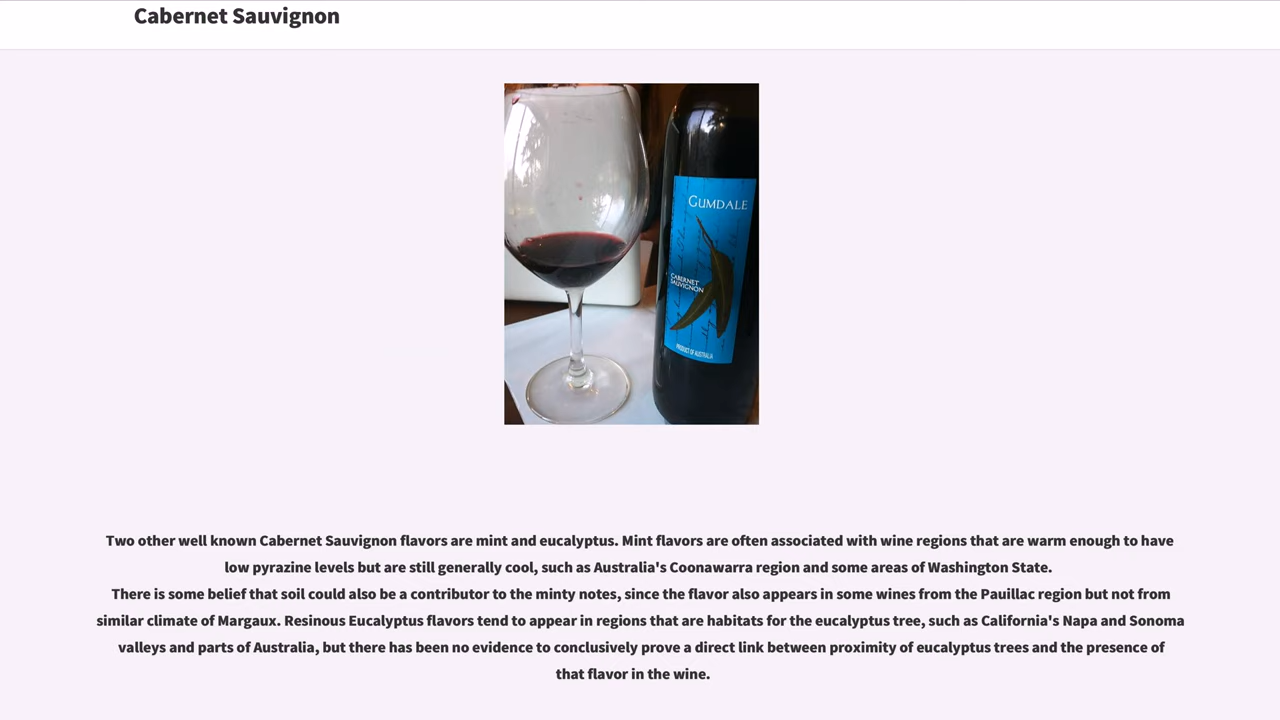 Cabernet Sauvignon
GUMDALE
CABERNET
SAUVIGNON
PRODUCT OF AUSTRALIA
Two other well known Cabernet Sauvignon flavors are mint and eucalyptus. Mint flavors are often associated with wine regions that are warm enough to have
low pyrazine levels but are still generally cool, such as Australia's Coonawarra region and some areas of Washington State.
There is some belief that soil could also be a contributor to the minty notes, since the flavor also appears in some wines from the Pauillac region but not from
similar climate of Margaux. Resinous Eucalyptus flavors tend to appear in regions that are habitats for the eucalyptus tree, such as California's Napa and Sonoma
valleys and parts of Australia, but there has been no evidence to conclusively prove a direct link between proximity of eucalyptus trees and the presence of
that flavor in the wine.